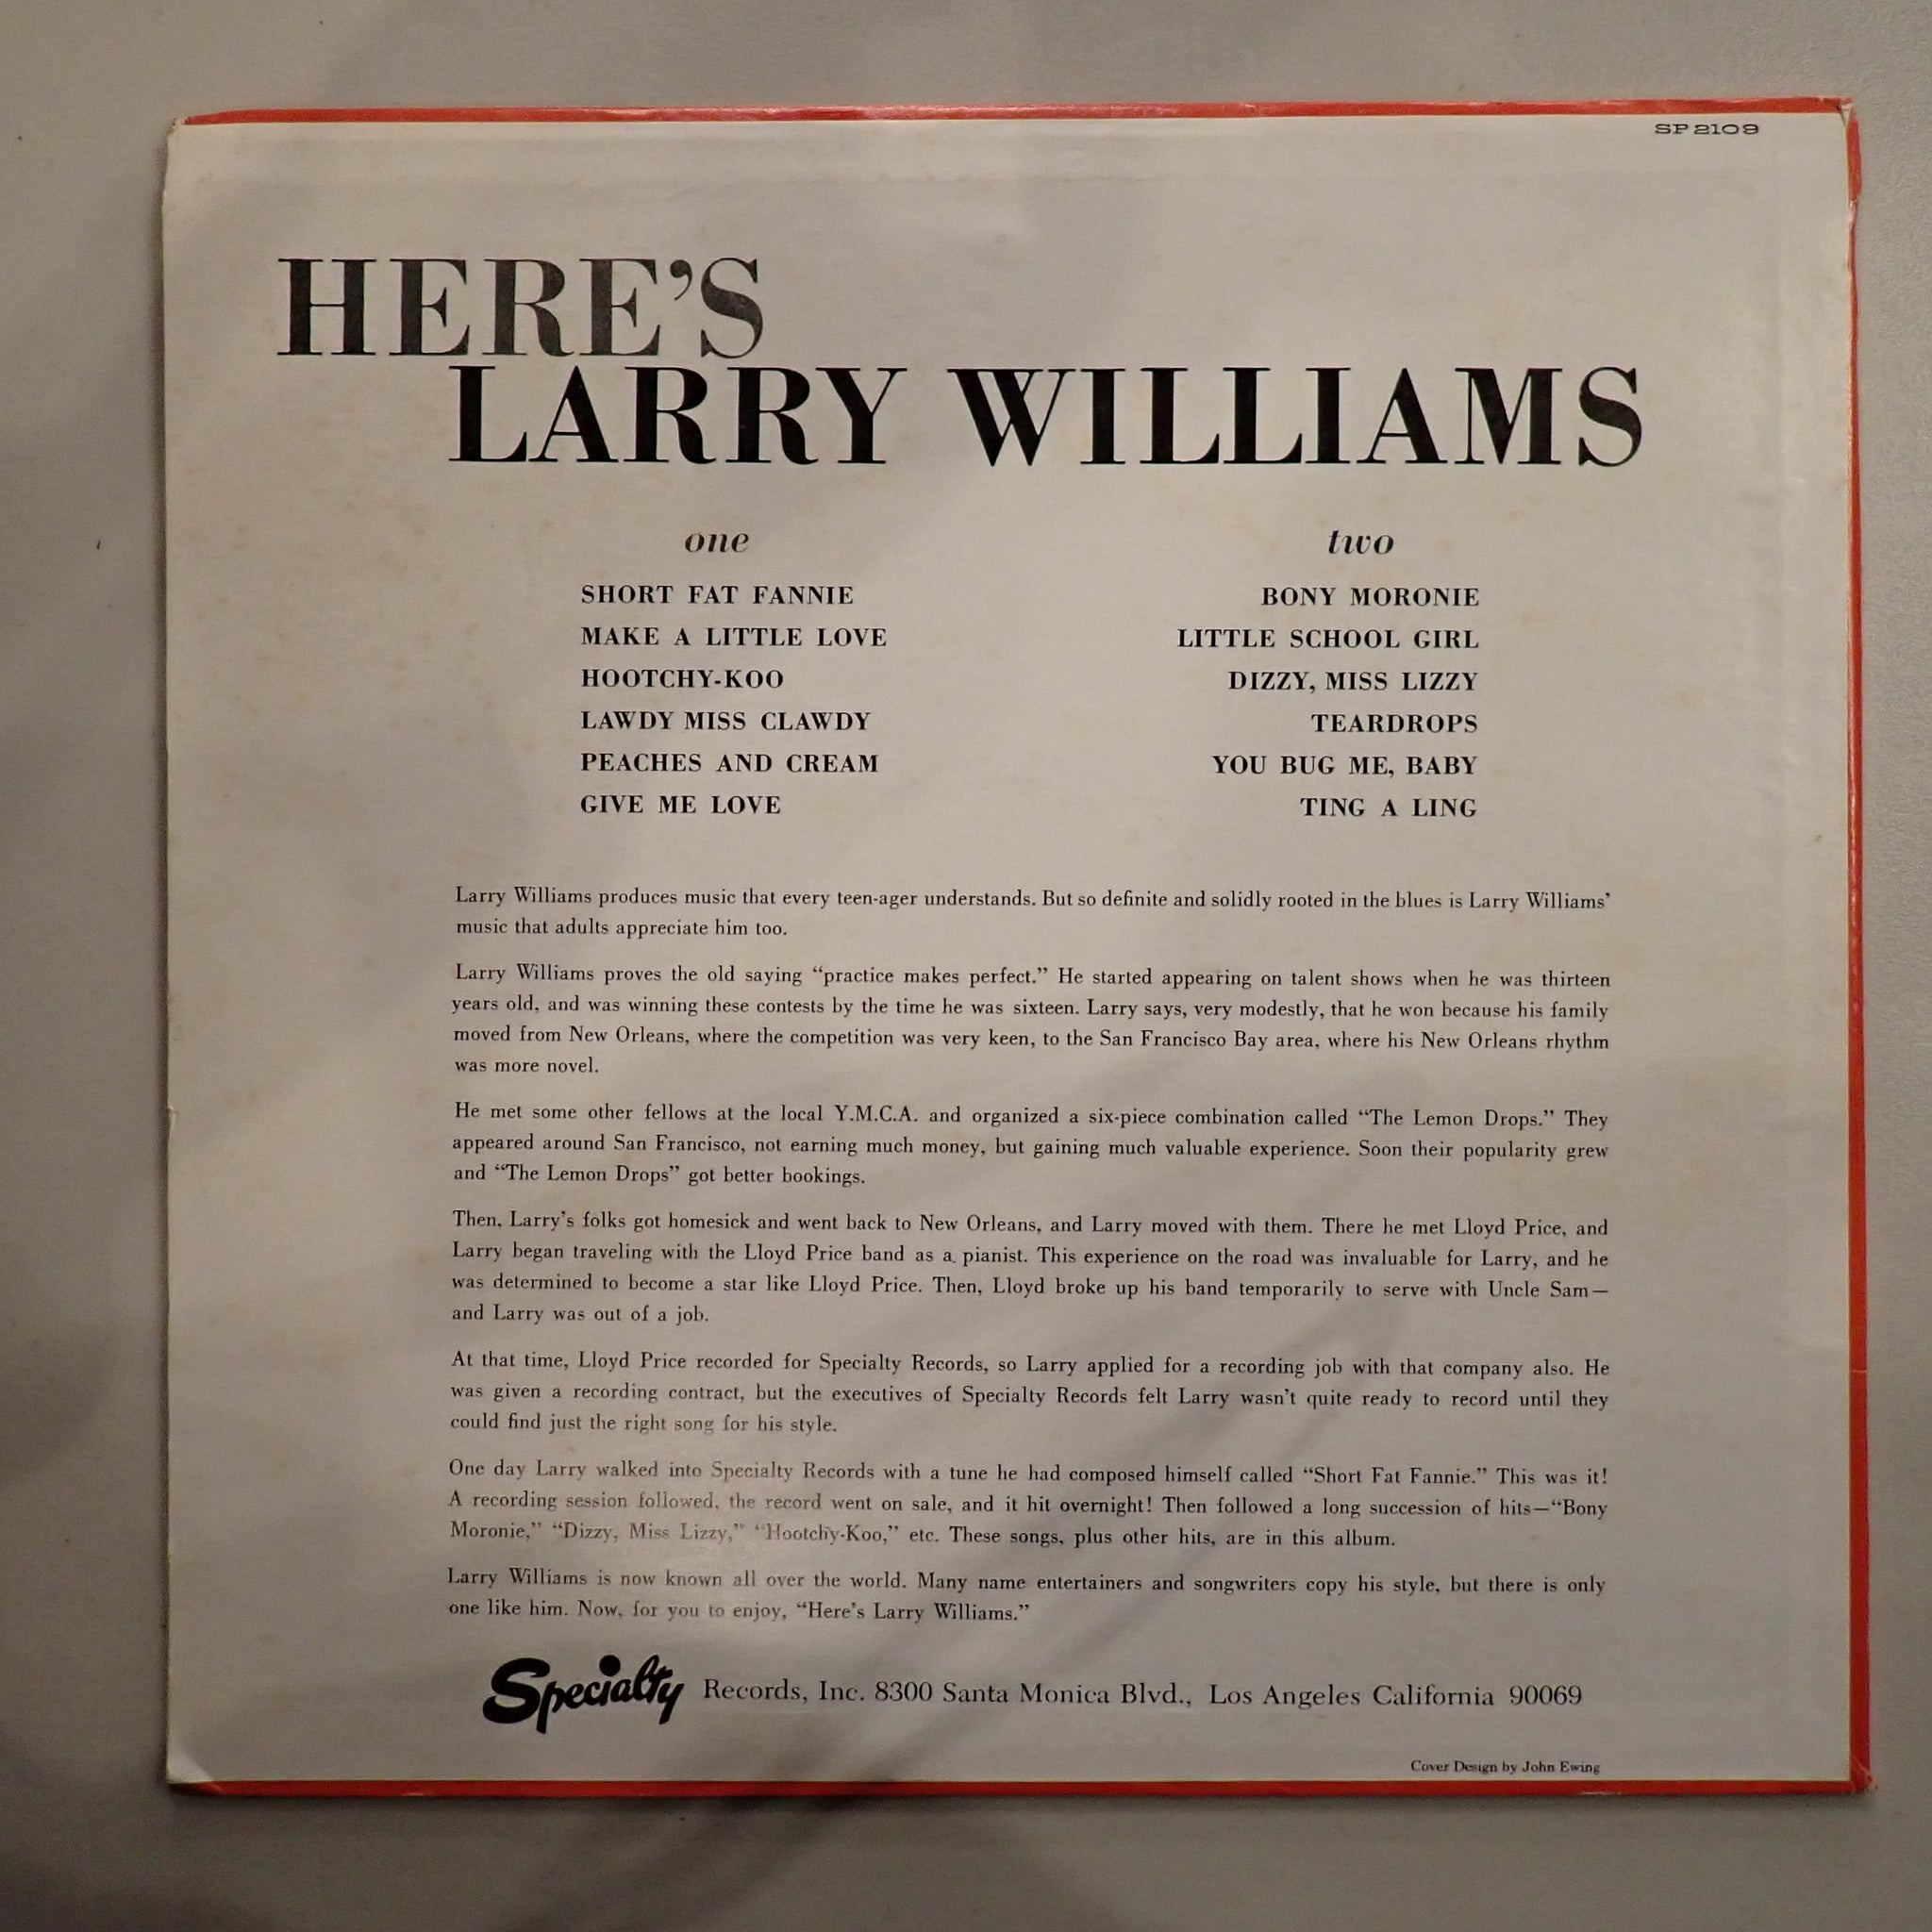 SP 2109
HERE’S
LARRY WILLIAMS
one
SHORT FAT FANNIE
MAKE A LITTLE LOVE
HOOTCHY-KOO
LAWDY MISS CLAWDY
PEACHES AND CREAM
GIVE ME LOVE
two
BONY MORONIE
LITTLE SCHOOL GIRL
DIZZY, MISS LIZZY
TEARDROPS
YOU BUG ME, BABY
TING A LING
Larry Williams produces music that every teen-ager understands. But so definite and solidly rooted in the blues is Larry Williams’
music that adults appreciate him too.
Larry Williams proves the old saying “practice makes perfect.” He started appearing on talent shows when he was thirteen
years old, and was winning these contests by the time he was sixteen. Larry says, very modestly, that he won because his family
moved from New Orleans, where the competition was very keen, to the San Francisco Bay area, where his New Orleans rhythm
was more novel.
He met some other fellows at the local Y.M.C.A. and organized a six-piece combination called “The Lemon Drops.” They
appeared around San Francisco, not earning much money, but gaining much valuable experience. Soon their popularity grew
and “The Lemon Drops” got better bookings.
Then, Larry’s folks got homesick and went back to New Orleans, and Larry moved with them. There he met Lloyd Price, and
Larry began traveling with the Lloyd Price band as a pianist. This experience on the road was invaluable for Larry, and he
was determined to become a star like Lloyd Price. Then, Lloyd broke up his band temporarily to serve with Uncle Sam—
and Larry was out of a job.
At that time, Lloyd Price recorded for Specialty Records, so Larry applied for a recording job with that company also. He
was given a recording contract, but the executives of Specialty Records felt Larry wasn’t quite ready to record until they
could find just the right song for his style.
One day Larry walked into Specialty Records with a tune he had composed himself called “Short Fat Fannie.” This was it!
A recording session followed, the record went on sale, and it hit overnight! Then followed a long succession of hits—“Bony
Moronie,” “Dizzy, Miss Lizzy,” “Hootchy-Koo,” etc. These songs, plus other hits, are in this album.
Larry Williams is now known all over the world. Many name entertainers and songwriters copy his style, but there is only
one like him. Now, for you to enjoy, “Here’s Larry Williams.”
Specialty Records, Inc. 8300 Santa Monica Blvd., Los Angeles California 90069
Cover Design by John Ewing